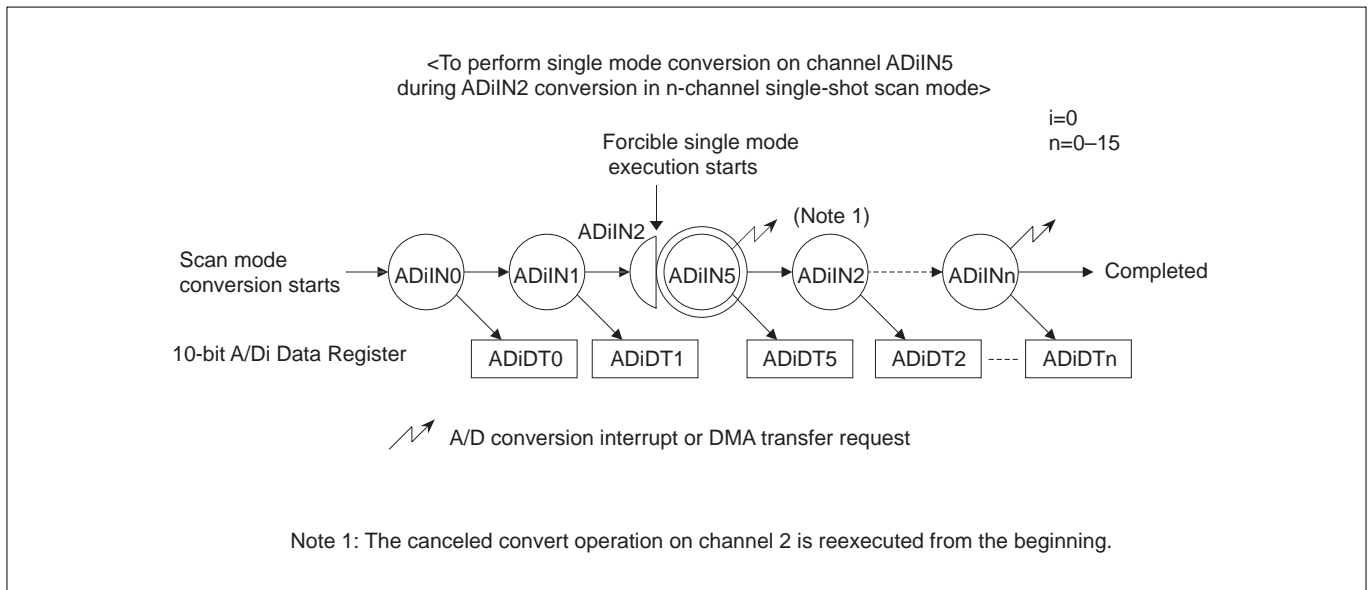 <To perform single mode conversion on channel ADiIN5
during ADiIN2 conversion in n-channel single-shot scan mode>
i=0
n=0–15
Forcible single mode
execution starts
ADiIN2
(Note 1)
Scan mode
conversion starts
ADiIN0
ADiIN1
ADiIN5
ADiIN2
ADiINn
Completed
10-bit A/Di Data Register
ADiDT0
ADiDT1
ADiDT5
ADiDT2
ADiDTn
A/D conversion interrupt or DMA transfer request
Note 1: The canceled convert operation on channel 2 is reexecuted from the beginning.